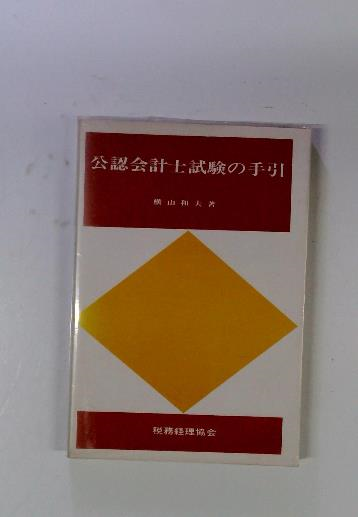 公認会計士試験の手引
横山和夫著
税務経理協会